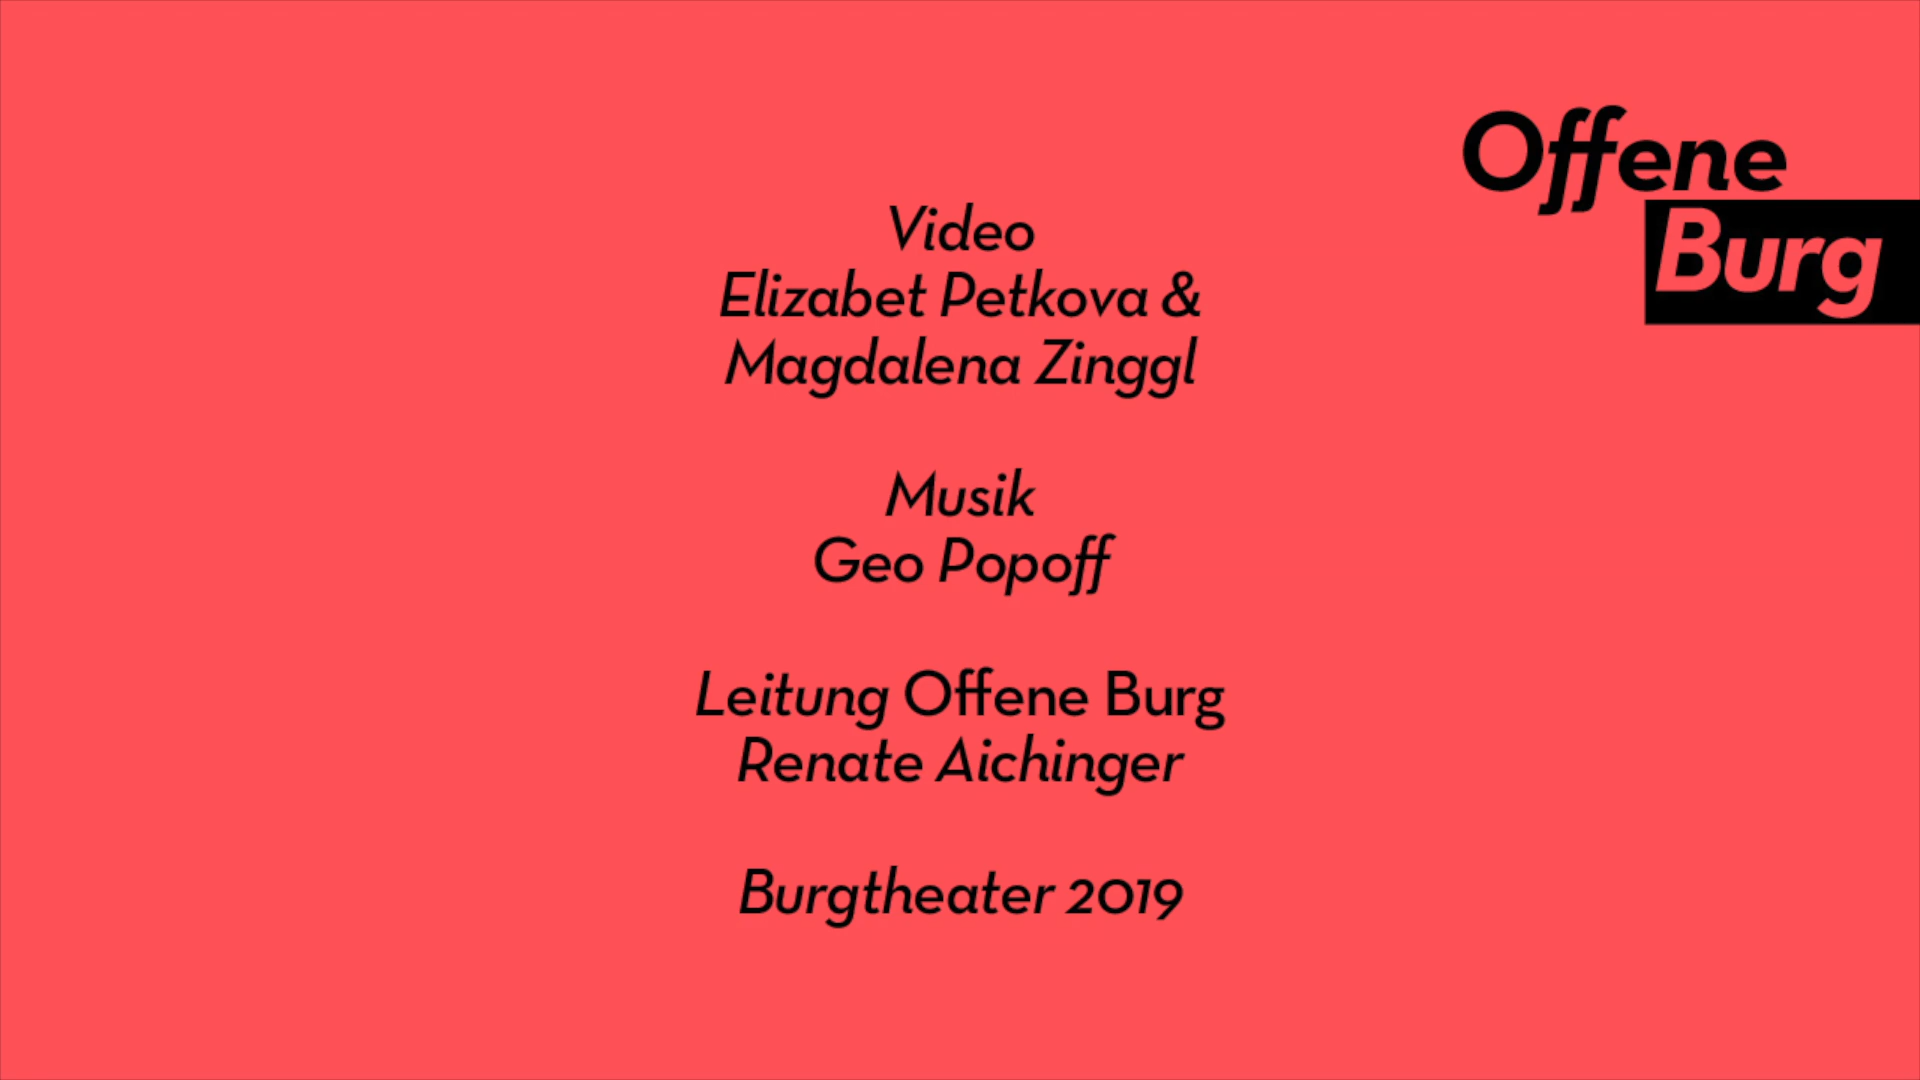 Offene
Burg
Video
Elizabet Petkova &
Magdalena Zinggl
Musik
Geo Popoff
Leitung Offene Burg
Renate Aichinger
Burgtheater 2019